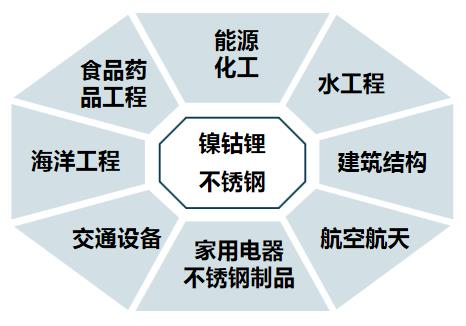 能源
化工
食品药
品工程
水工程
镍钴锂
不锈钢
海洋工程
建筑结构
交通设备
家用电器
不锈钢制品
航空航天